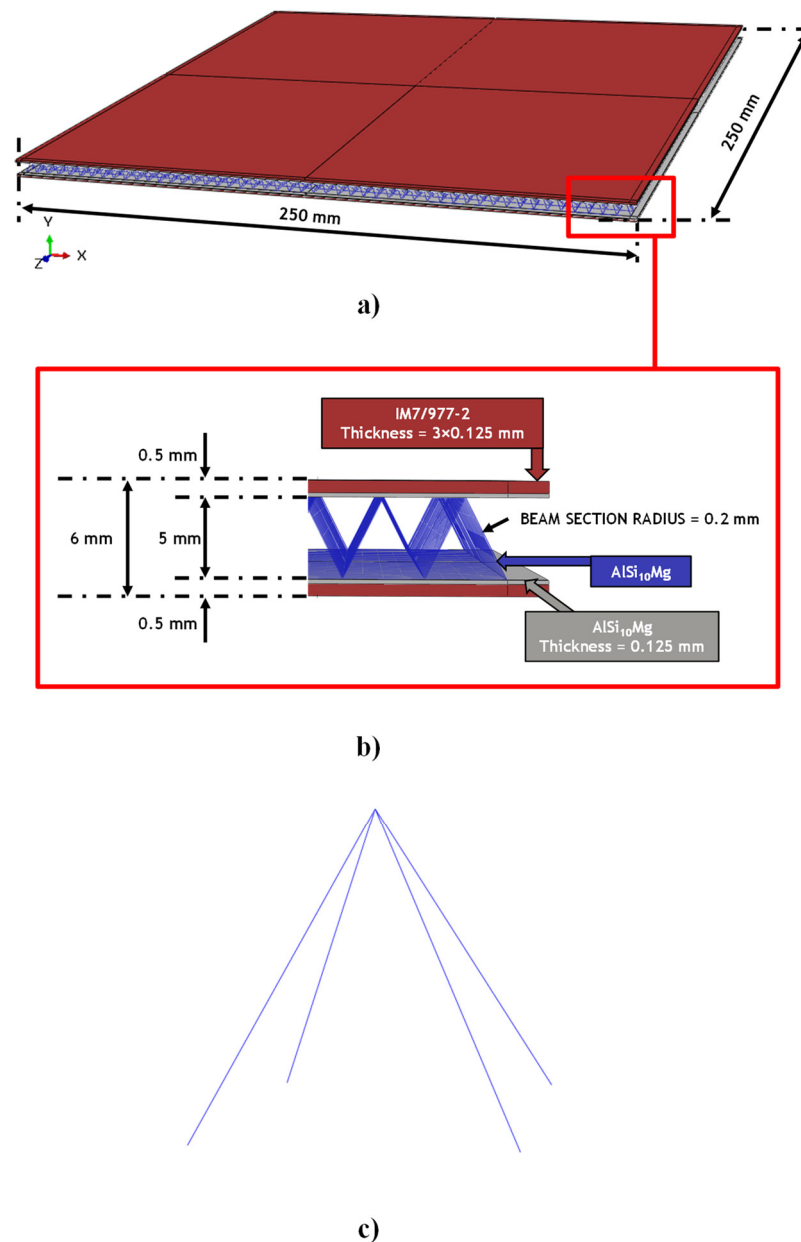 250 mm
250 mm
Y
X
Z
a)
IM7/977-2
Thickness = 3×0.125 mm
0.5 mm
BEAM SECTION RADIUS = 0.2 mm
6 mm
5 mm
AlSi₁₀Mg
0.5 mm
AlSi₁₀Mg
Thickness = 0.125 mm
b)
c)